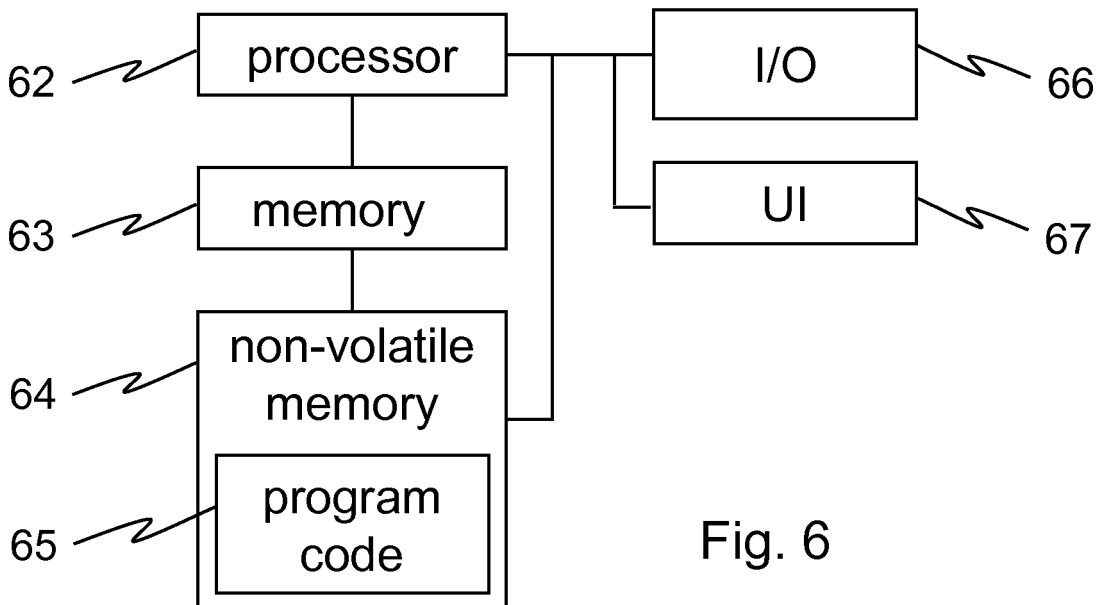 processor
62
I/O
66
memory
63
UI
67
non-volatile
memory
64
program
code
65
Fig. 6